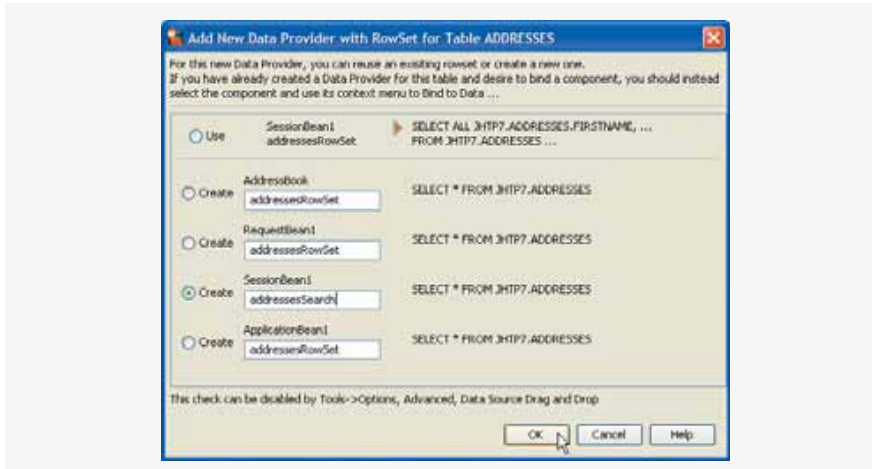 Add New Data Provider with RowSet for Table ADDRESSES
For this new Data Provider, you can reuse an existing rowset or create a new one.
If you have already created a Data Provider for this table and desire to bind a component, you should instead
select the component and use its context menu to Bind to Data ...
Use SessionBean1 SELECT ALL JHTP7.ADDRESSES.FIRSTNAME, ...
addressesRowSet FROM JHTP7.ADDRESSES ...
AddressBook
Create addressesRowSet SELECT * FROM JHTP7.ADDRESSES
RequestBean1
Create addressesRowSet SELECT * FROM JHTP7.ADDRESSES
SessionBean1
Create addressesSearch SELECT * FROM JHTP7.ADDRESSES
ApplicationBean1
Create addressesRowSet SELECT * FROM JHTP7.ADDRESSES
This check can be disabled by Tools->Options, Advanced, Data Source Drag and Drop
OK Cancel Help